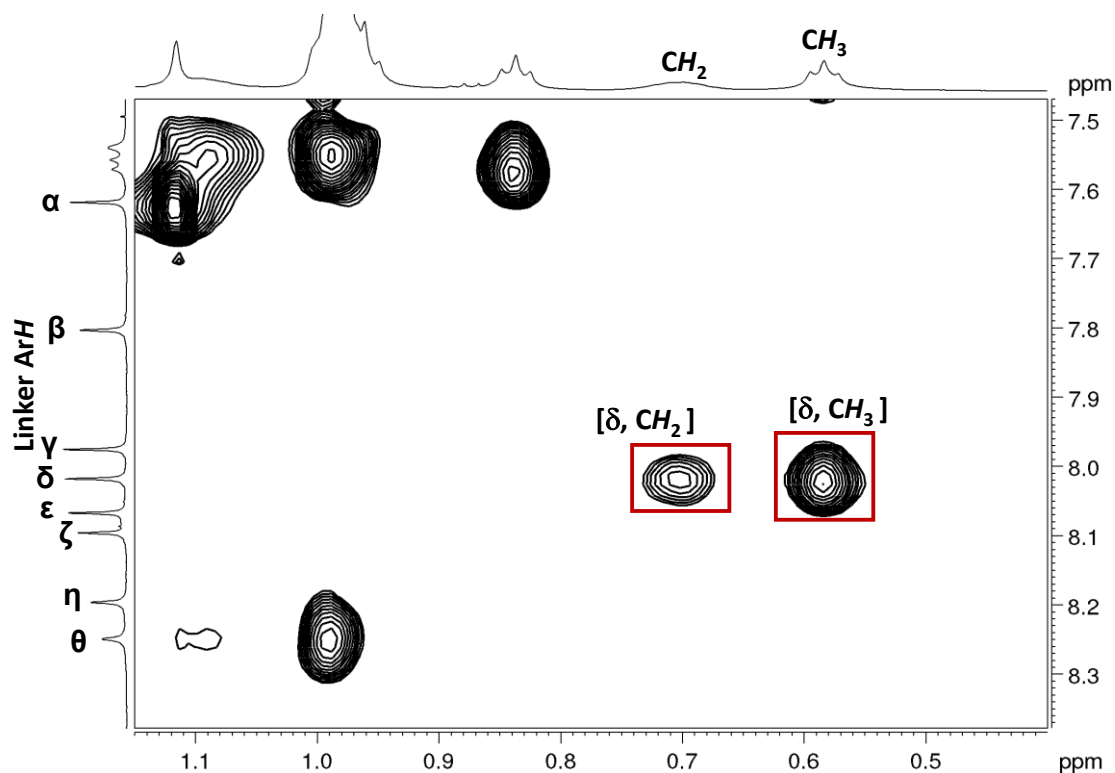 CH₂
CH₃
ppm
7.5
7.6
7.7
7.8
7.9
8.0
8.1
8.2
8.3
Linker ArH
α
β
γ
δ
ε
ζ
η
θ
[δ, CH₂ ]
[δ, CH₃ ]
1.1
1.0
0.9
0.8
0.7
0.6
0.5
ppm